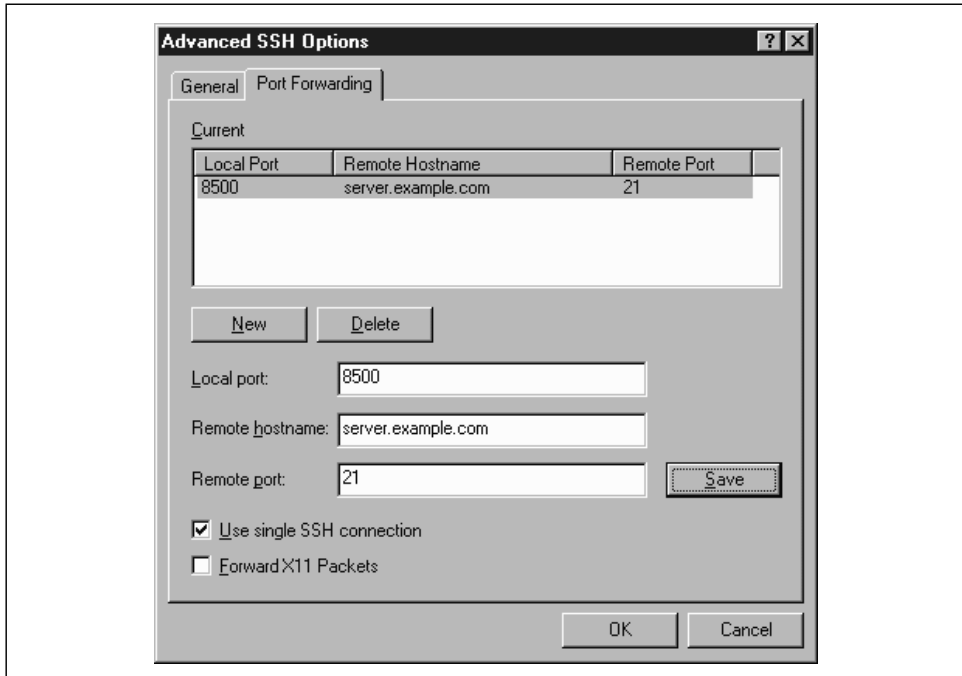 Advanced SSH Options
General Port Forwarding
Current
Local Port Remote Hostname Remote Port
8500 server.example.com 21
New Delete
Local port: 8500
Remote hostname: server.example.com
Remote port: 21 Save
Use single SSH connection
Forward X11 Packets
OK Cancel